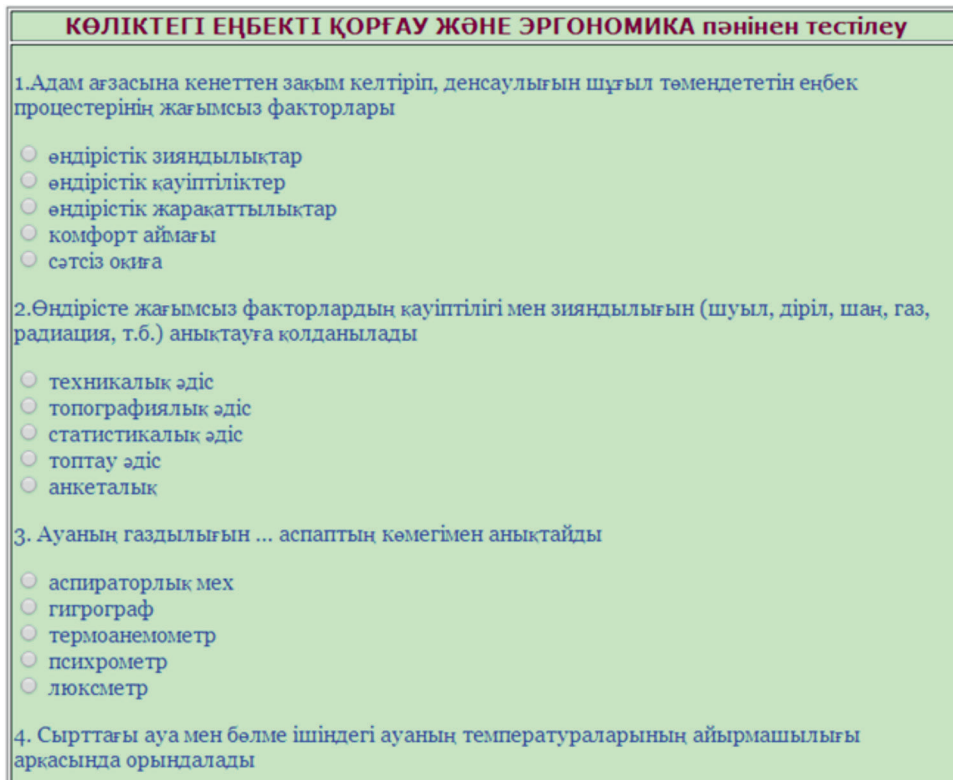 КӨЛІКТЕГІ ЕҢБЕКТІ ҚОРҒАУ ЖӘНЕ ЭРГОНОМИКА пәнінен тестілеу
1.Адам ағзасына кенеттен зақым келтіріп, денсаулығын шұғыл төмендететін еңбек
процестерінің жағымсыз факторлары
өндірістік зияндылықтар
өндірістік қауіптіліктер
өндірістік жарақаттылықтар
комфорт аймағы
сәтсіз оқиға
2.Өндірісте жағымсыз факторлардың қауіптілігі мен зияндылығын (шуыл, діріл, шаң, газ,
радиация, т.б.) анықтауға қолданылады
техникалық әдіс
топографиялық әдіс
статистикалық әдіс
топтау әдіс
анкеталық
3. Ауаның газдылығын ... аспаптың көмегімен анықтайды
аспираторлық мех
гигрограф
термоанемометр
психрометр
люксметр
4. Сырттағы ауа мен бөлме ішіндегі ауаның температураларының айырмашылығы
арқасында орындалады